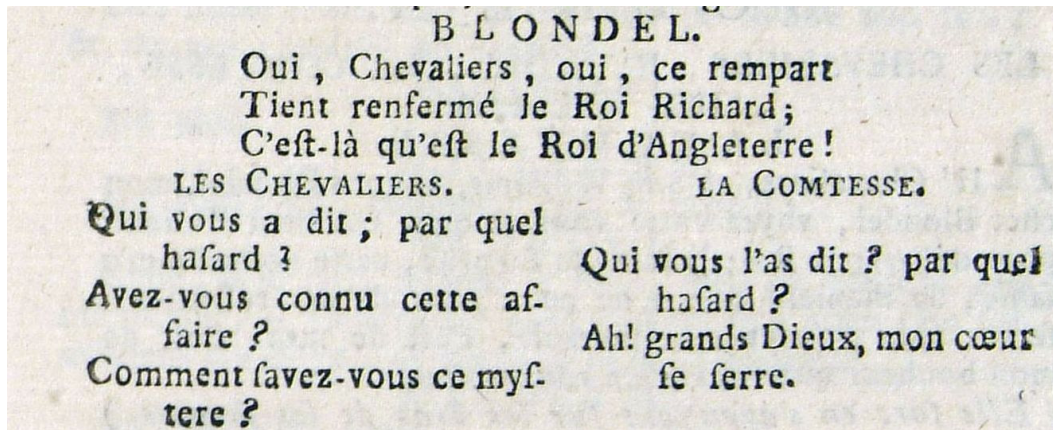 BLONDEL.
Oui, Chevaliers, oui, ce rempart
Tient renfermé le Roi Richard;
C'eſt-là qu'eſt le Roi d'Angleterre!
LES CHEVALIERS.
Qui vous a dit; par quel
haſard?
Avez-vous connu cette af-
faire?
Comment ſavez-vous ce myſ-
tere?
LA COMTESSE.
Qui vous l'as dit? par quel
haſard?
Ah! grands Dieux, mon cœur
ſe ſerre.